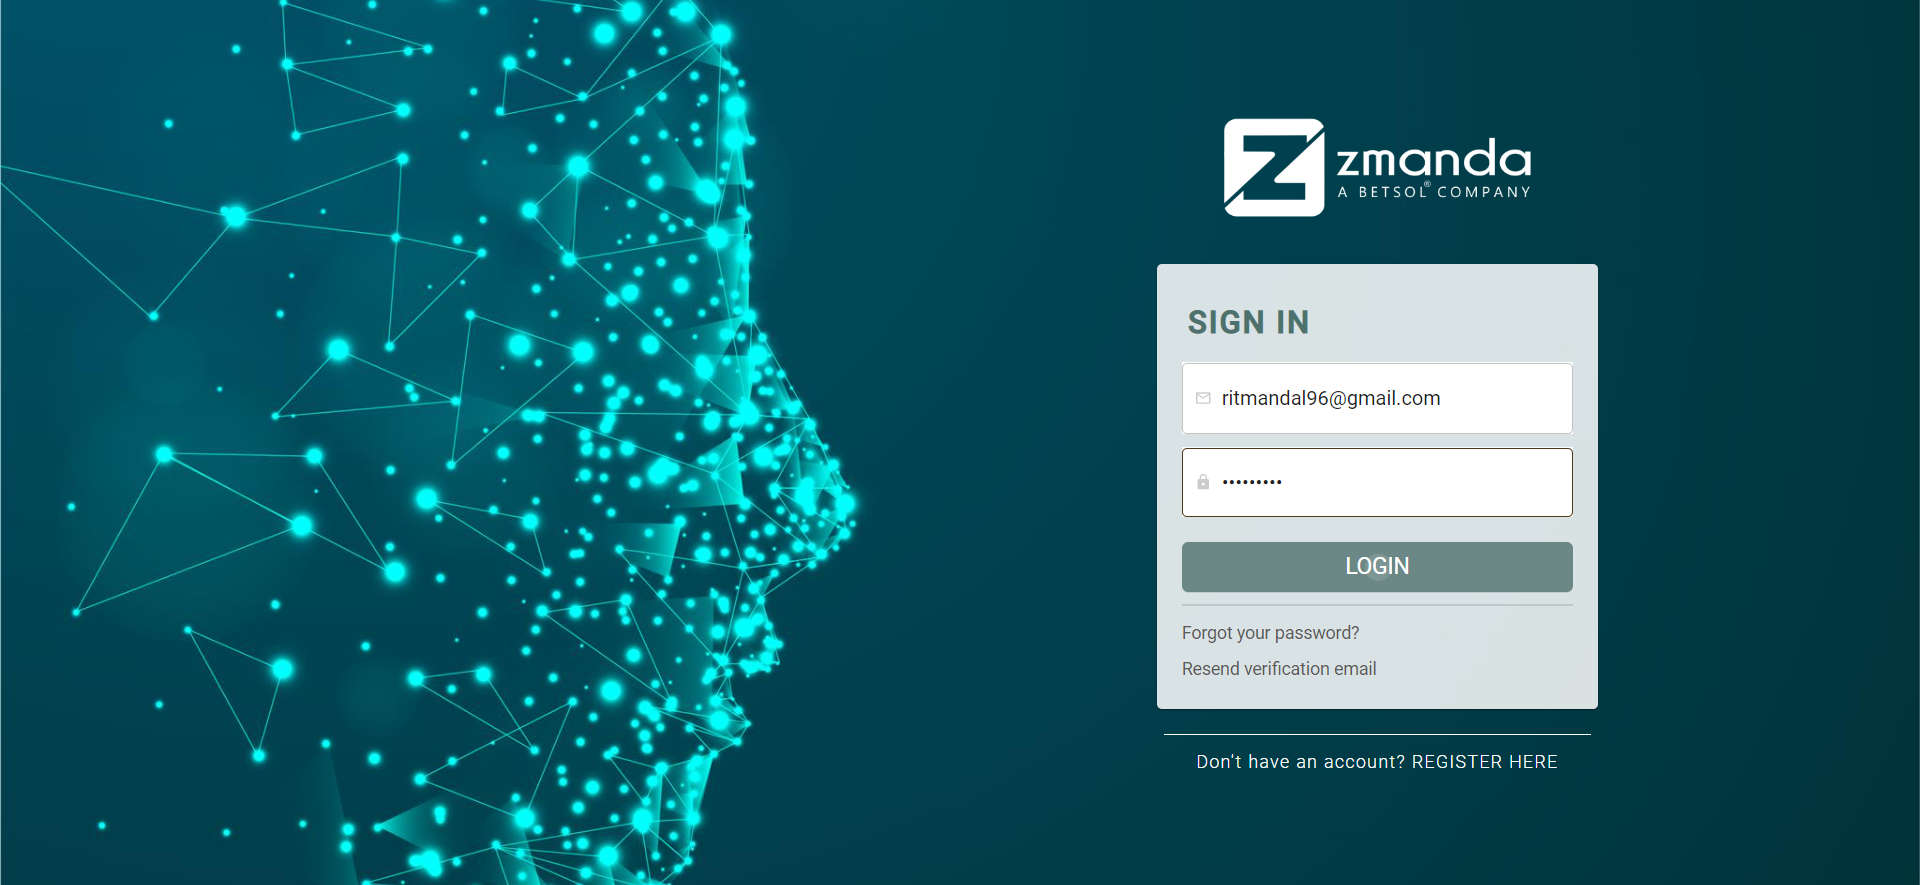 zmanda
A BETSOL® COMPANY
SIGN IN
ritmandal96@gmail.com
•••••••••
LOGIN
Forgot your password?
Resend verification email
Don't have an account? REGISTER HERE